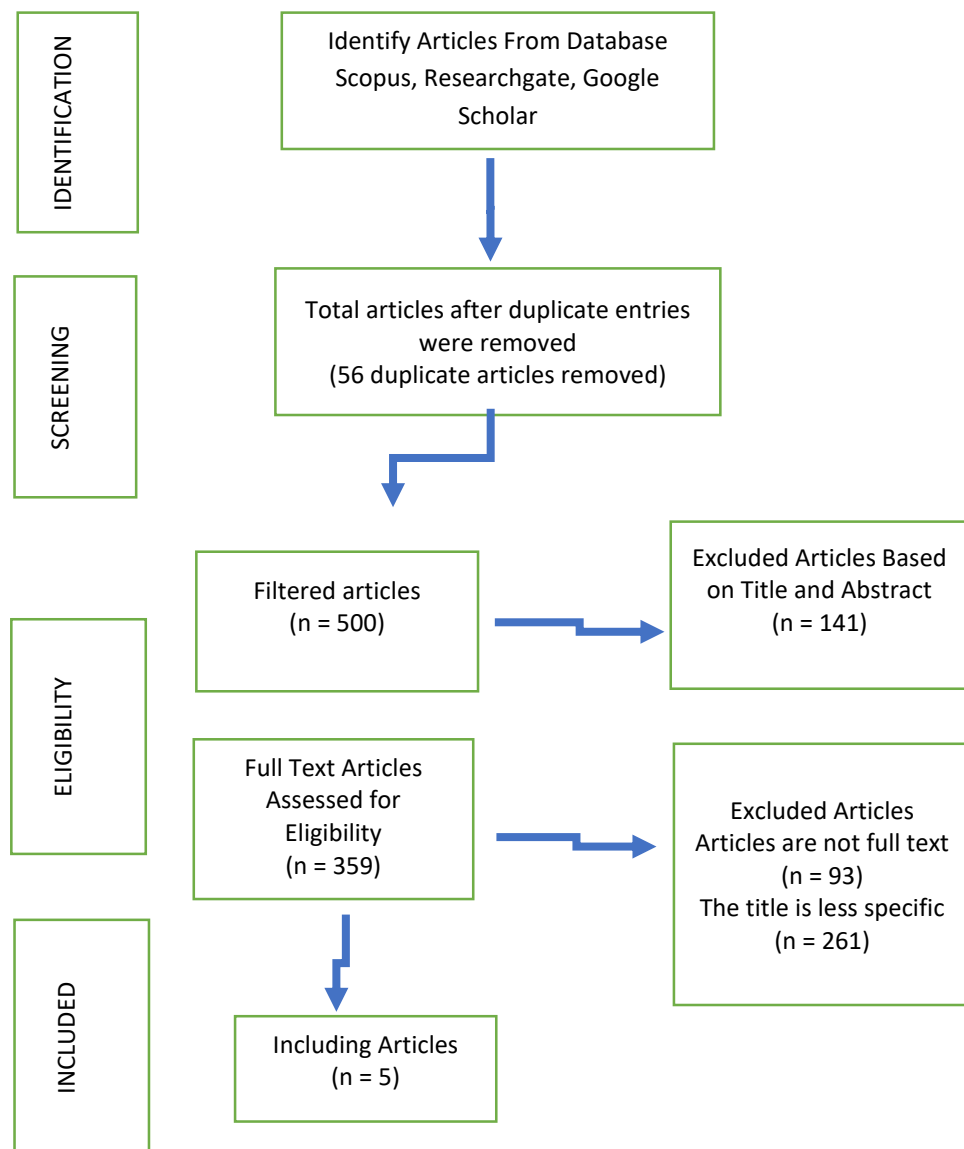 IDENTIFICATION
Identify Articles From Database
Scopus, Researchgate, Google
Scholar
SCREENING
Total articles after duplicate entries
were removed
(56 duplicate articles removed)
ELIGIBILITY
Filtered articles
(n = 500)
Excluded Articles Based
on Title and Abstract
(n = 141)
Full Text Articles
Assessed for
Eligibility
(n = 359)
Excluded Articles
Articles are not full text
(n = 93)
The title is less specific
(n = 261)
INCLUDED
Including Articles
(n = 5)